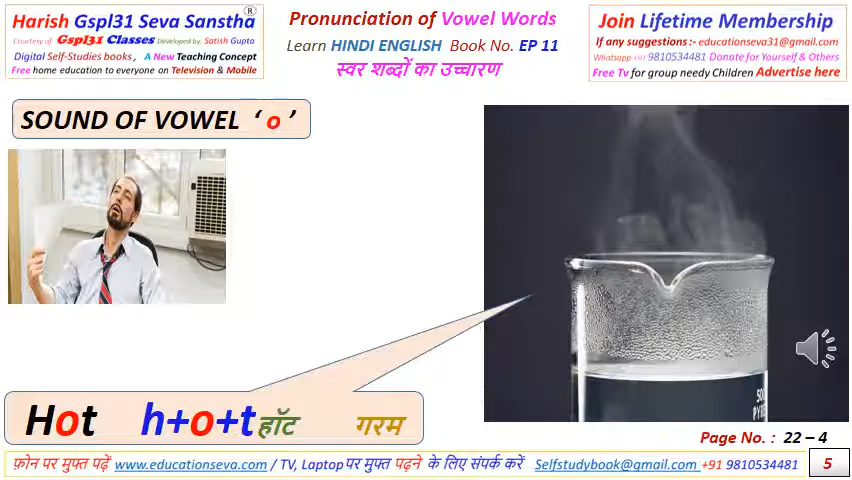 Harish Gspl31 Seva Sanstha ®
Courtesy of Gspl31 Classes Developed by Satish Gupta
Digital Self-Studies books, A New Teaching Concept
Free home education to everyone on Television & Mobile
Pronunciation of Vowel Words
Learn HINDI ENGLISH Book No. EP 11
स्वर शब्दों का उच्चारण
Join Lifetime Membership
If any suggestions :- educationseva31@gmail.com
Whatsapp +91 9810534481 Donate for Yourself & Others
Free Tv for group needy Children Advertise here
SOUND OF VOWEL ‘ o ’
Hot h+o+t हॉट गरम
Page No. : 22 – 4
फ़ोन पर मुफ्त पढ़ें www.educationseva.com / TV, Laptop पर मुफ्त पढ़ने के लिए संपर्क करें Selfstudybook@gmail.com +91 9810534481
5